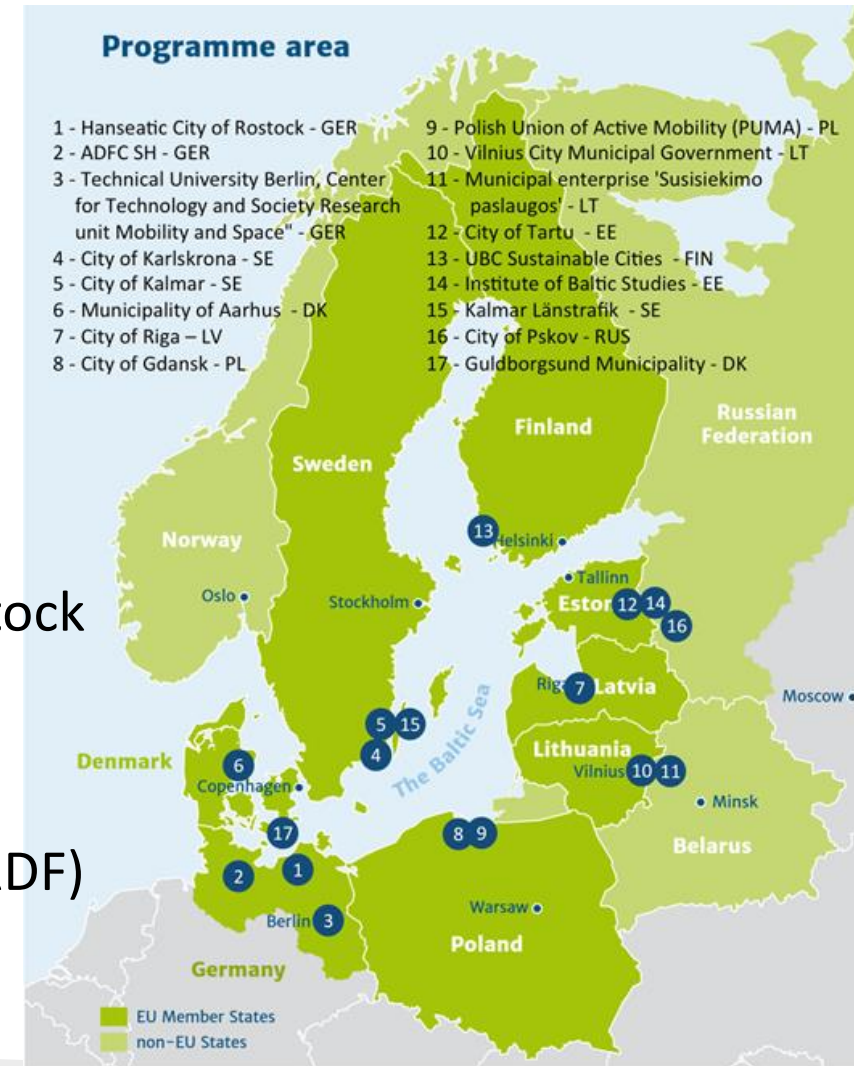 Programme area
1 - Hanseatic City of Rostock - GER
2 - ADFC SH - GER
3 - Technical University Berlin, Center
for Technology and Society Research
unit Mobility and Space" - GER
4 - City of Karlskrona - SE
5 - City of Kalmar - SE
6 - Municipality of Aarhus - DK
7 - City of Riga – LV
8 - City of Gdansk - PL
9 - Polish Union of Active Mobility (PUMA) - PL
10 - Vilnius City Municipal Government - LT
11 - Municipal enterprise 'Susisiekimo
paslaugos' - LT
12 - City of Tartu - EE
13 - UBC Sustainable Cities - FIN
14 - Institute of Baltic Studies - EE
15 - Kalmar Länstrafik - SE
16 - City of Pskov - RUS
17 - Guldborgsund Municipality - DK
Russian
Federation
Finland
Sweden
13
Helsinki
Norway
Tallinn
Oslo
Stockholm
Eston
12
14
16
tock
Riga
7
Latvia
Moscow
5
15
4
The Baltic Sea
Lithuania
Denmark
6
Vilnius
10
11
Copenhagen
Minsk
17
8
9
Belarus
RDF)
2
1
Warsaw
Berlin
3
Poland
Germany
EU Member States
non-EU States